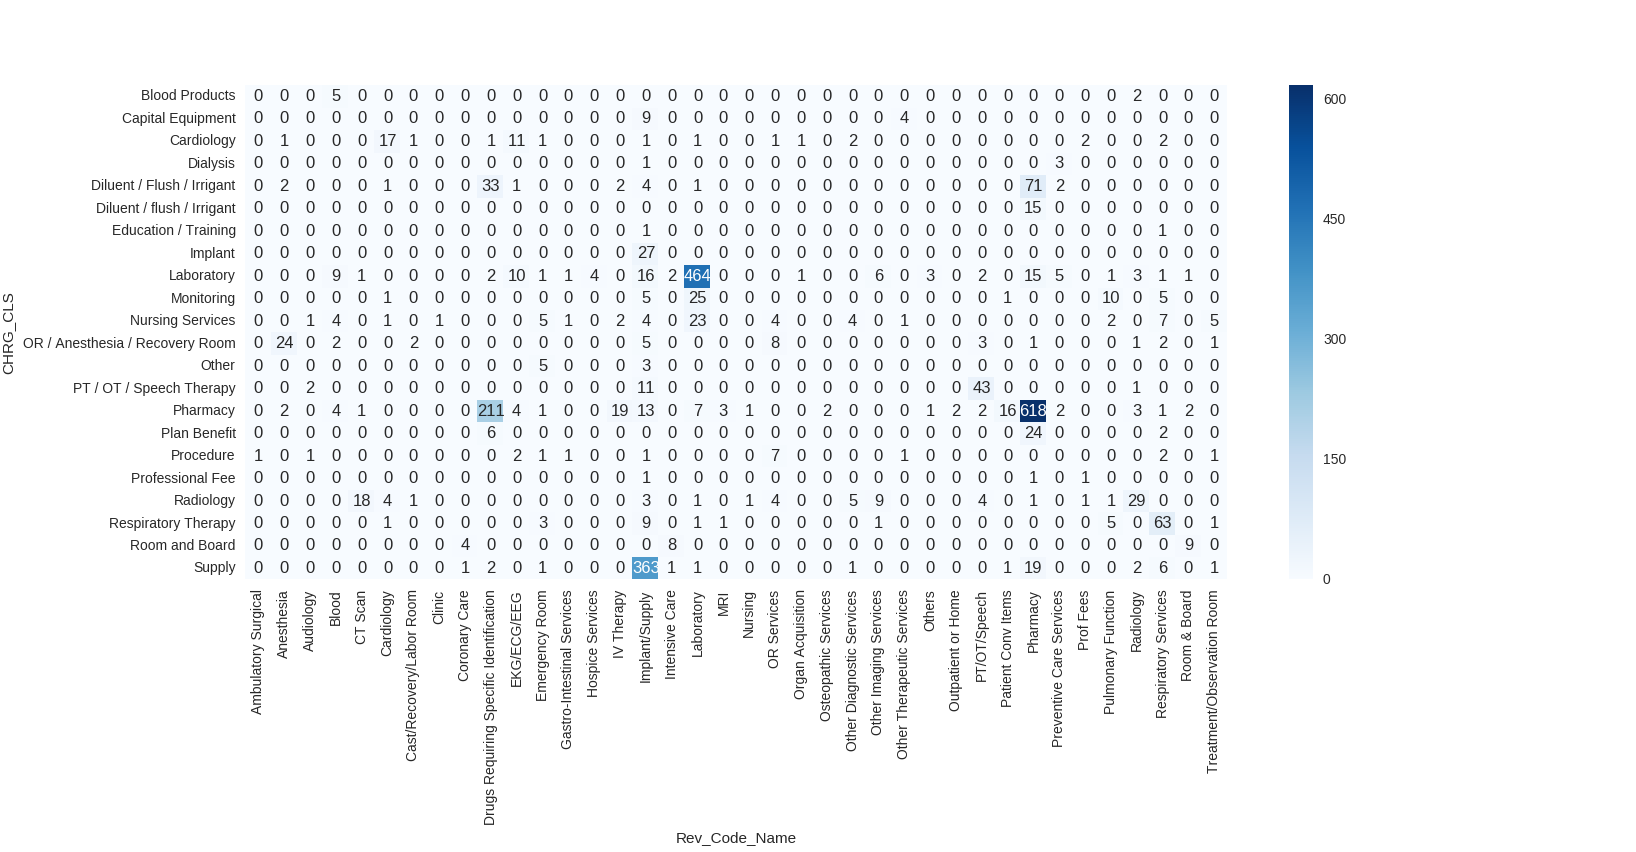 Blood Products 0 0 0 5 0 0 0 0 0 0 0 0 0 0 0 0 0 0 0 0 0 0 0 0 0 0 0 0 0 0 0 0 0 0 2 0 0 0
Capital Equipment 0 0 0 0 0 0 0 0 0 0 0 0 0 0 0 9 0 0 0 0 0 0 0 0 0 4 0 0 0 0 0 0 0 0 0 0 0 0
Cardiology 0 1 0 0 0 17 1 0 0 1 11 1 0 0 0 1 0 1 0 0 1 1 0 2 0 0 0 0 0 0 0 0 2 0 0 2 0 0
Dialysis 0 0 0 0 0 0 0 0 0 0 0 0 0 0 0 1 0 0 0 0 0 0 0 0 0 0 0 0 0 0 0 3 0 0 0 0 0 0
Diluent / Flush / Irrigant 0 2 0 0 0 1 0 0 0 33 1 0 0 0 2 4 0 1 0 0 0 0 0 0 0 0 0 0 0 0 71 2 0 0 0 0 0 0
Diluent / flush / Irrigant 0 0 0 0 0 0 0 0 0 0 0 0 0 0 0 0 0 0 0 0 0 0 0 0 0 0 0 0 0 0 15 0 0 0 0 0 0 0
Education / Training 0 0 0 0 0 0 0 0 0 0 0 0 0 0 0 1 0 0 0 0 0 0 0 0 0 0 0 0 0 0 0 0 0 0 0 1 0 0
Implant 0 0 0 0 0 0 0 0 0 0 0 0 0 0 0 27 0 0 0 0 0 0 0 0 0 0 0 0 0 0 0 0 0 0 0 0 0 0
Laboratory 0 0 0 9 1 0 0 0 0 2 10 1 1 4 0 16 2 464 0 0 0 1 0 0 6 0 3 0 2 0 15 5 0 1 3 1 1 0
Monitoring 0 0 0 0 0 1 0 0 0 0 0 0 0 0 0 5 0 25 0 0 0 0 0 0 0 0 0 0 0 1 0 0 0 10 0 5 0 0
Nursing Services 0 0 1 4 0 1 0 1 0 0 0 5 1 0 2 4 0 23 0 0 4 0 0 4 0 1 0 0 0 0 0 0 0 2 0 7 0 5
OR / Anesthesia / Recovery Room 0 24 0 2 0 0 2 0 0 0 0 0 0 0 0 5 0 0 0 0 8 0 0 0 0 0 0 0 3 0 1 0 0 0 1 2 0 1
Other 0 0 0 0 0 0 0 0 0 0 0 5 0 0 0 3 0 0 0 0 0 0 0 0 0 0 0 0 0 0 0 0 0 0 0 0 0 0
PT / OT / Speech Therapy 0 0 2 0 0 0 0 0 0 0 0 0 0 0 0 11 0 0 0 0 0 0 0 0 0 0 0 0 43 0 0 0 0 0 1 0 0 0
Pharmacy 0 2 0 4 1 0 0 0 0 211 4 1 0 0 19 13 0 7 3 1 0 0 2 0 0 0 1 2 2 16 618 2 0 0 3 1 2 0
Plan Benefit 0 0 0 0 0 0 0 0 0 6 0 0 0 0 0 0 0 0 0 0 0 0 0 0 0 0 0 0 0 0 24 0 0 0 0 2 0 0
Procedure 1 0 1 0 0 0 0 0 0 0 2 1 1 0 0 1 0 0 0 0 7 0 0 0 0 1 0 0 0 0 0 0 0 0 0 2 0 1
Professional Fee 0 0 0 0 0 0 0 0 0 0 0 0 0 0 0 1 0 0 0 0 0 0 0 0 0 0 0 0 0 0 1 0 1 0 0 0 0 0
Radiology 0 0 0 0 18 4 1 0 0 0 0 0 0 0 0 3 0 1 0 1 4 0 0 5 9 0 0 0 4 0 1 0 1 1 29 0 0 0
Respiratory Therapy 0 0 0 0 0 1 0 0 0 0 0 3 0 0 0 9 0 1 1 0 0 0 0 0 1 0 0 0 0 0 0 0 0 5 0 63 0 1
Room and Board 0 0 0 0 0 0 0 0 4 0 0 0 0 0 0 0 8 0 0 0 0 0 0 0 0 0 0 0 0 0 0 0 0 0 0 0 9 0
Supply 0 0 0 0 0 0 0 0 1 2 0 1 0 0 0 363 1 1 0 0 0 0 0 1 0 0 0 0 0 1 19 0 0 0 2 6 0 1
CHRG_CLS
Ambulatory Surgical
Anesthesia
Audiology
Blood
CT Scan
Cardiology
Cast/Recovery/Labor Room
Clinic
Coronary Care
Drugs Requiring Specific Identification
EKG/ECG/EEG
Emergency Room
Gastro-Intestinal Services
Hospice Services
IV Therapy
Implant/Supply
Intensive Care
Laboratory
MRI
Nursing
OR Services
Organ Acquisition
Osteopathic Services
Other Diagnostic Services
Other Imaging Services
Other Therapeutic Services
Others
Outpatient or Home
PT/OT/Speech
Patient Conv Items
Pharmacy
Preventive Care Services
Prof Fees
Pulmonary Function
Radiology
Respiratory Services
Room & Board
Treatment/Observation Room
Rev_Code_Name
600
450
300
150
0